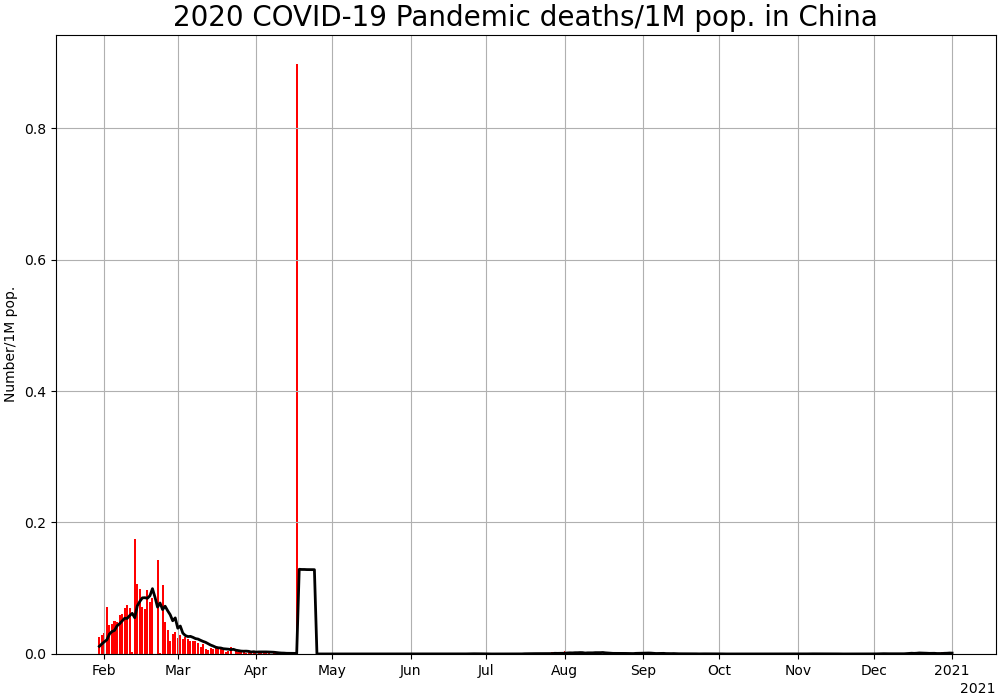 2020 COVID-19 Pandemic deaths/1M pop. in China
Number/1M pop.
0.8
0.6
0.4
0.2
0.0
Feb Mar Apr May Jun Jul Aug Sep Oct Nov Dec 2021
2021